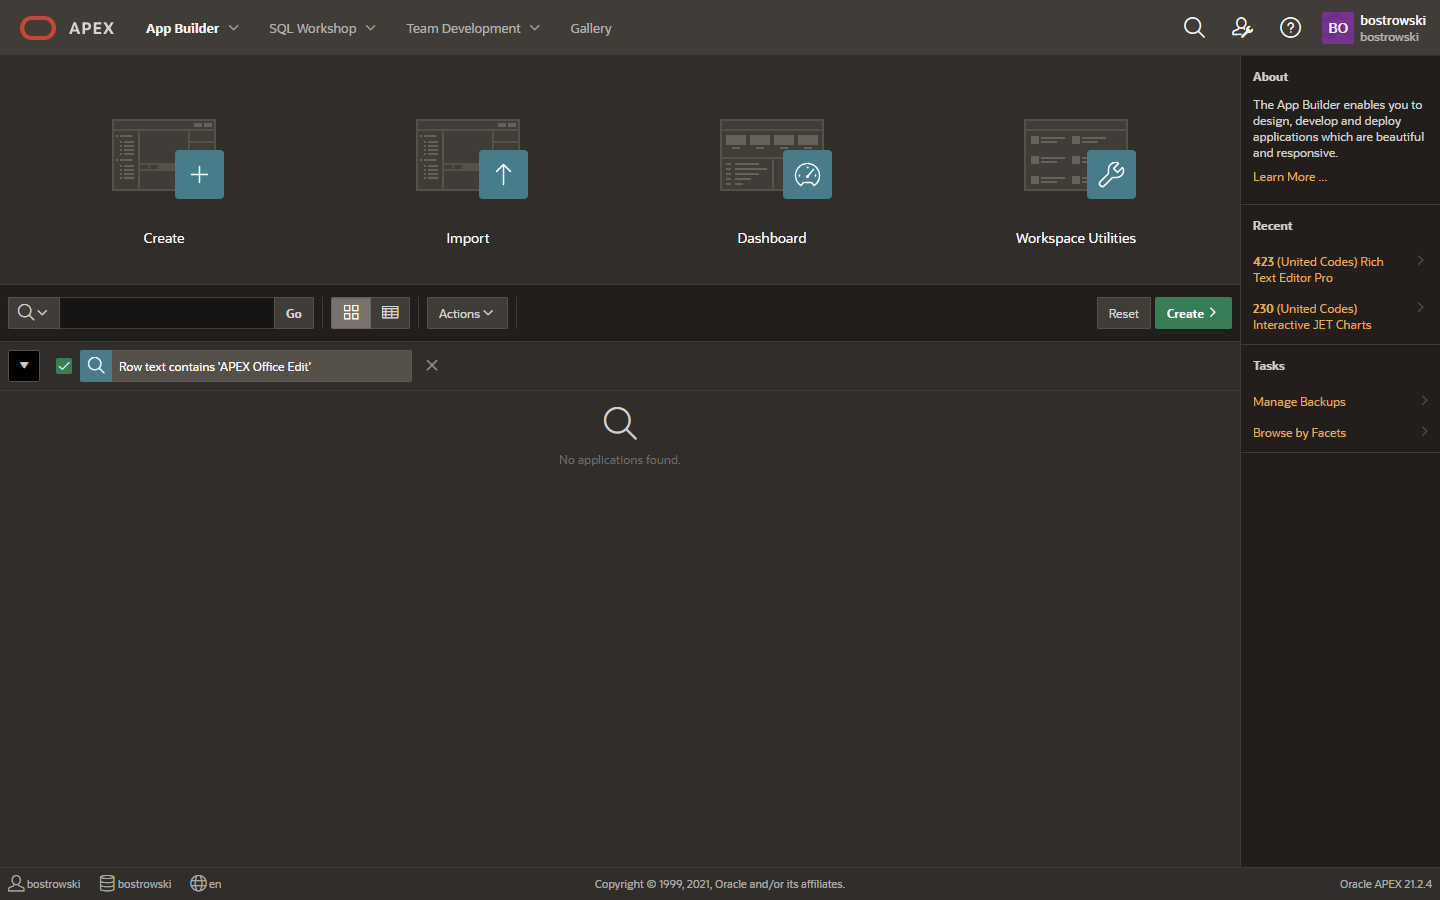 APEX
App Builder
SQL Workshop
Team Development
Gallery
BO
bostrowski
bostrowski
Create
Import
Dashboard
Workspace Utilities
Go
Actions
Reset
Create
Row text contains 'APEX Office Edit'
No applications found.
About
The App Builder enables you to
design, develop and deploy
applications which are beautiful
and responsive.
Learn More ...
Recent
423 (United Codes) Rich
Text Editor Pro
230 (United Codes)
Interactive JET Charts
Tasks
Manage Backups
Browse by Facets
bostrowski
bostrowski
en
Copyright © 1999, 2021, Oracle and/or its affiliates.
Oracle APEX 21.2.4